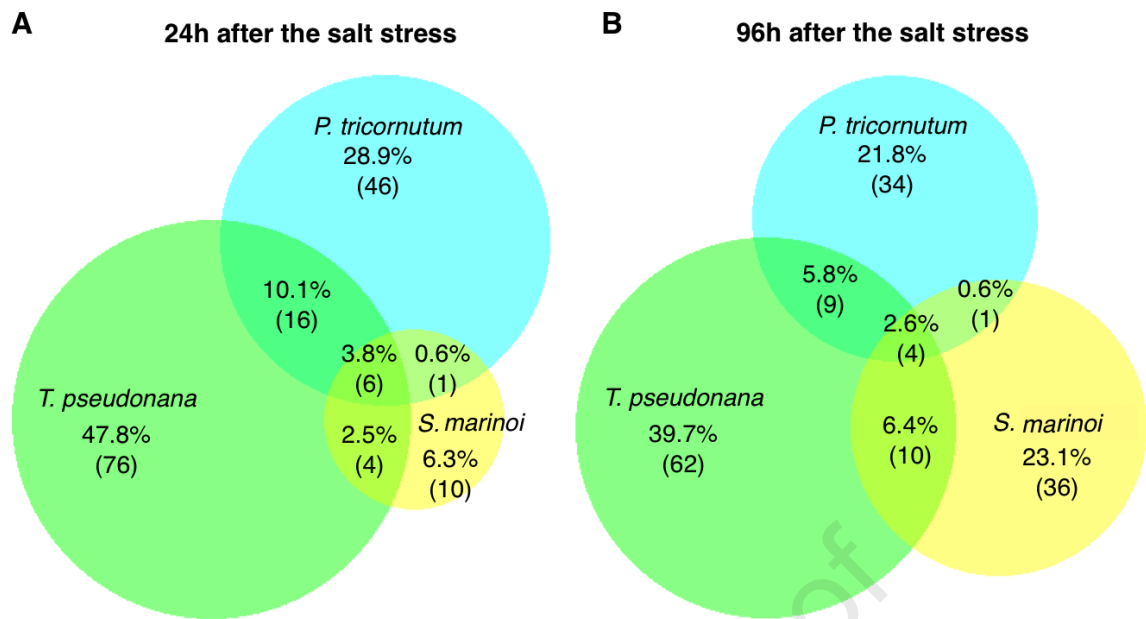 A
24h after the salt stress
P. tricornutum
28.9%
(46)
10.1%
(16)
3.8%
(6)
0.6%
(1)
T. pseudonana
47.8%
(76)
2.5%
(4)
S. marinoi
6.3%
(10)
B
96h after the salt stress
P. tricornutum
21.8%
(34)
5.8%
(9)
0.6%
(1)
2.6%
(4)
T. pseudonana
39.7%
(62)
6.4%
(10)
S. marinoi
23.1%
(36)
of